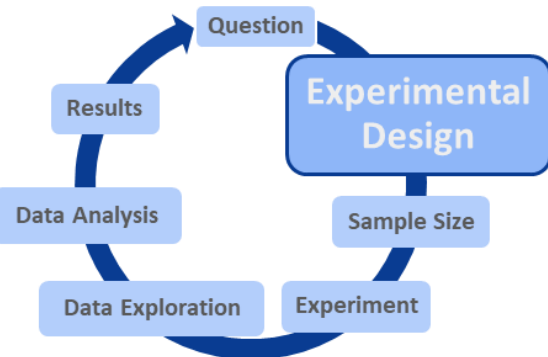 Question
Experimental
Design
Results
Data Analysis
Sample Size
Data Exploration
Experiment